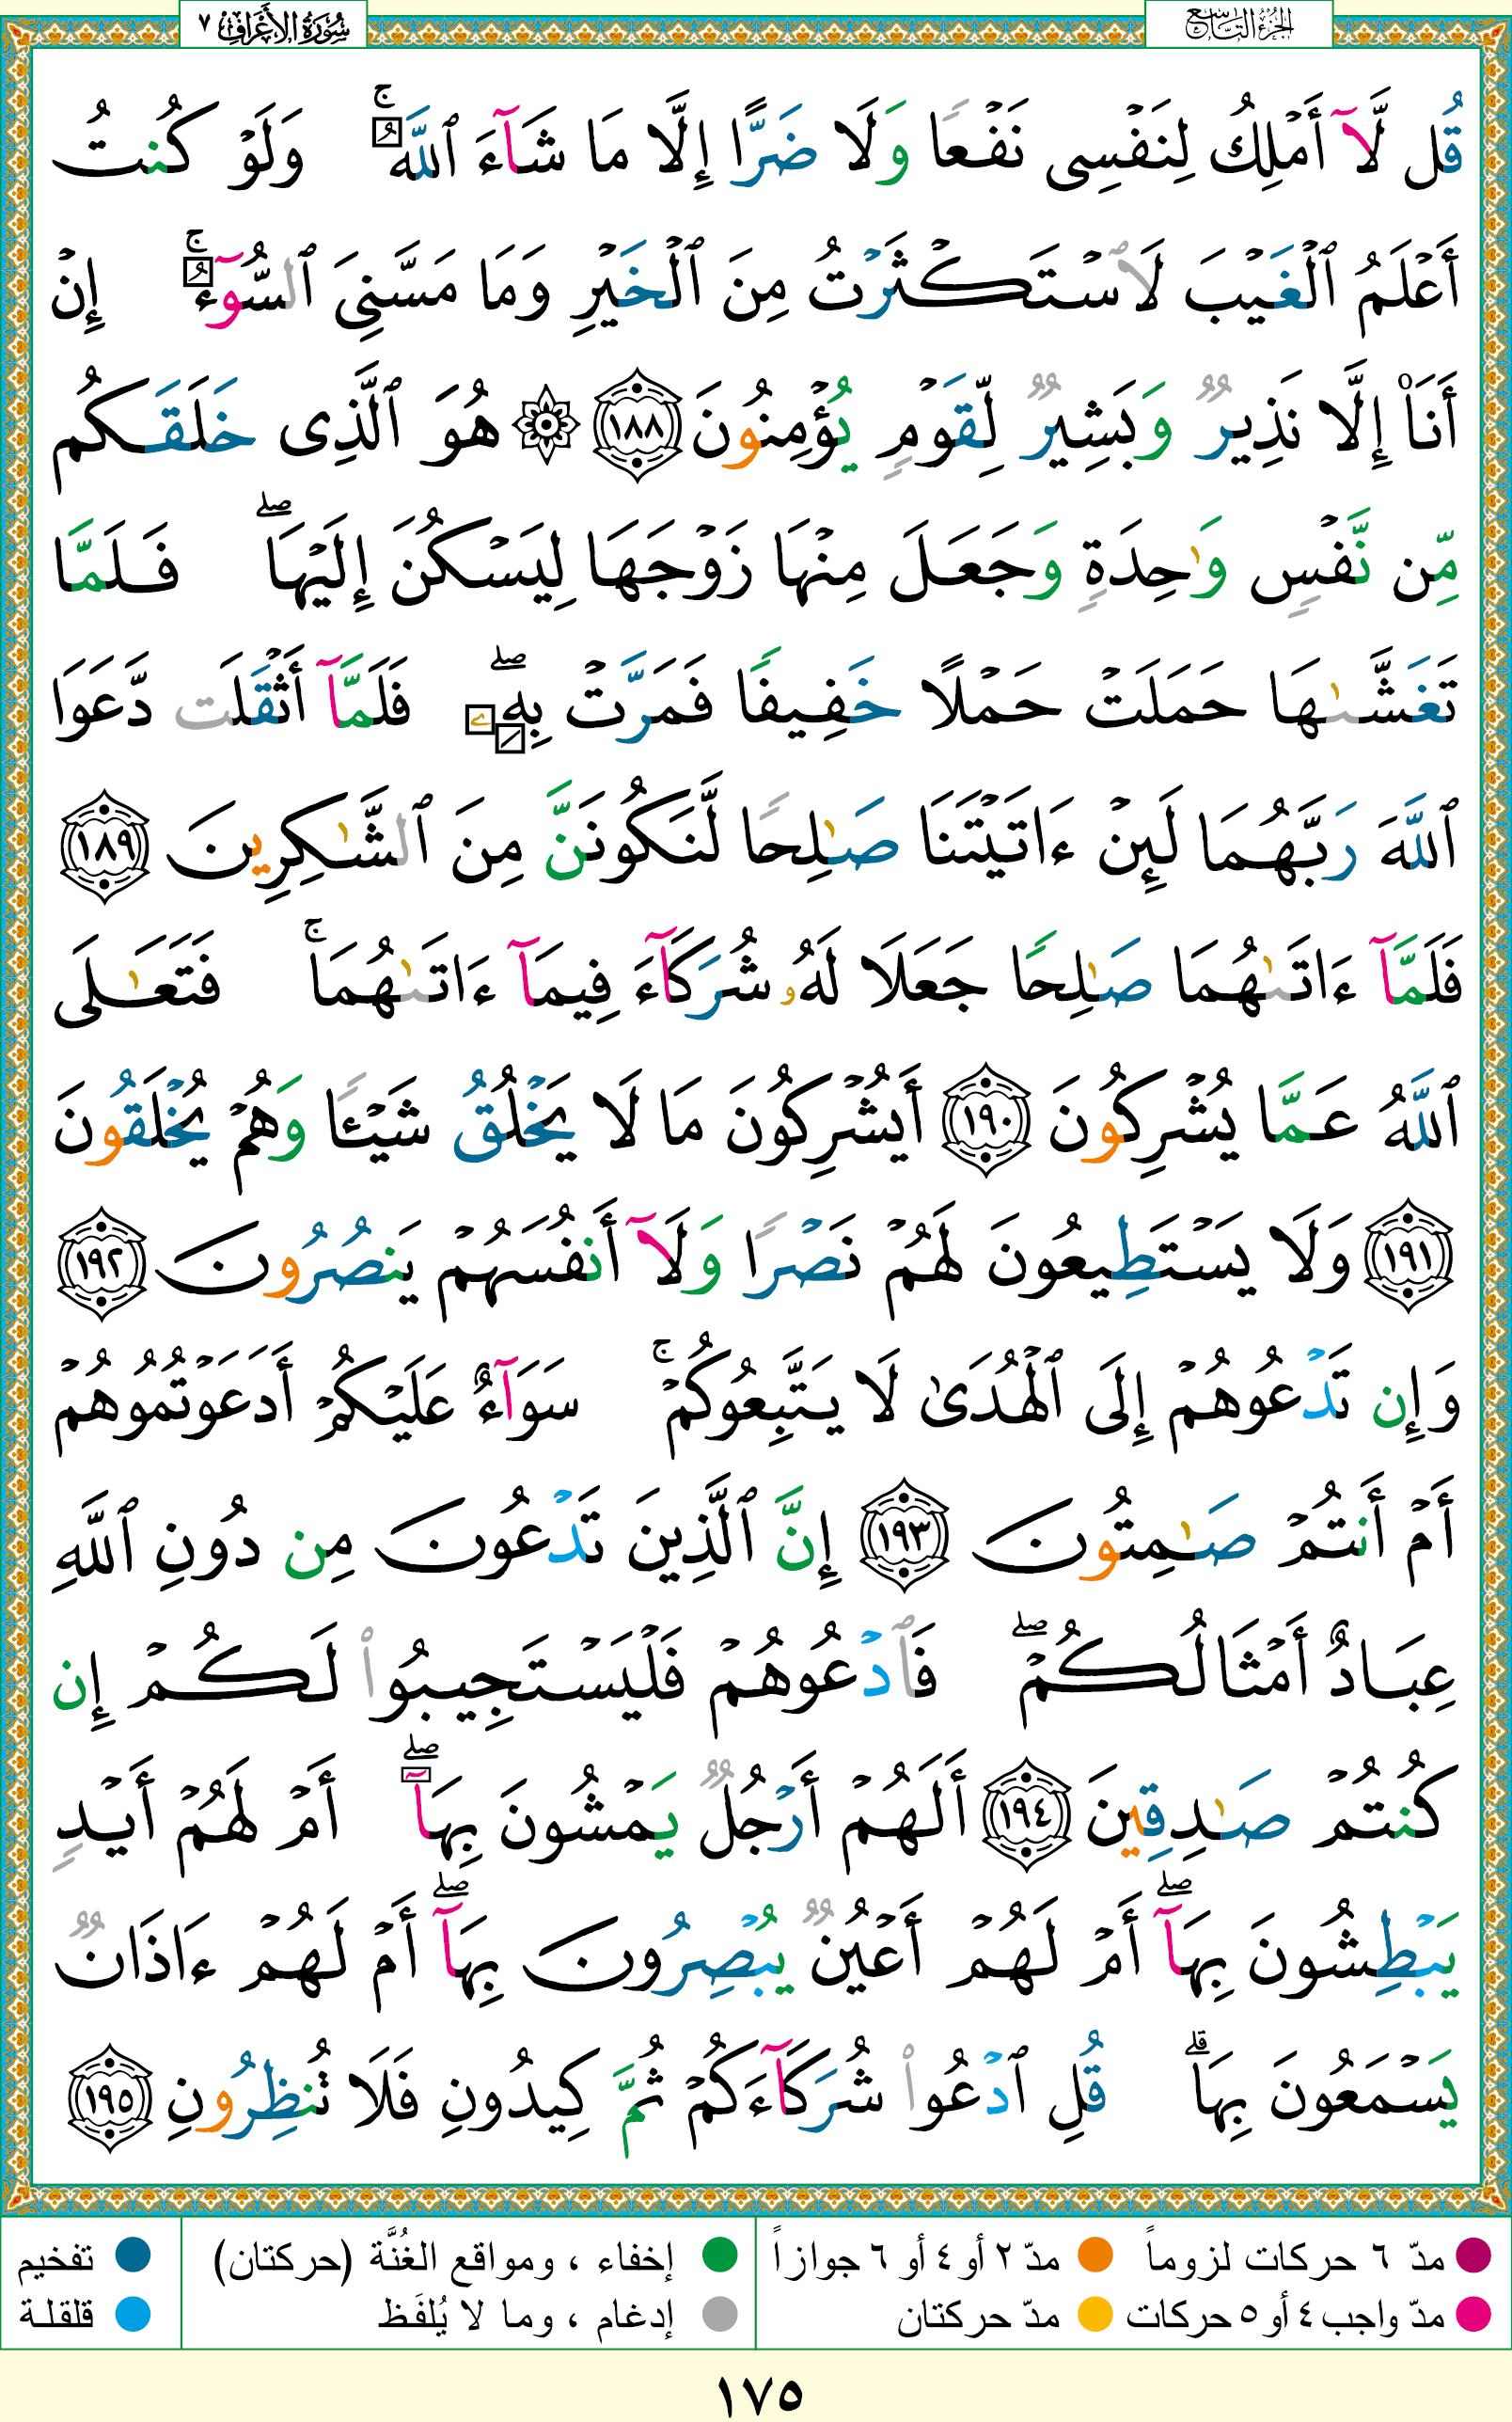 الجزء التاسع
سورة الأعراف ٧
قُل لَّآ أَمۡلِكُ لِنَفۡسِى نَفۡعًا وَلَا ضَرًّا إِلَّا مَا شَآءَ ٱللَّهُۚ وَلَوۡ كُنتُ
أَعۡلَمُ ٱلۡغَيۡبَ لَٱسۡتَكۡثَرۡتُ مِنَ ٱلۡخَيۡرِ وَمَا مَسَّنِىَ ٱلسُّوٓءُۚ إِنۡ
أَنَا۠ إِلَّا نَذِيرٌ وَبَشِيرٌ لِّقَوۡمٍ يُؤۡمِنُونَ ١٨٨ ۞ هُوَ ٱلَّذِى خَلَقَكُم
مِّن نَّفۡسٍ وَٰحِدَةٍ وَجَعَلَ مِنۡهَا زَوۡجَهَا لِيَسۡكُنَ إِلَيۡهَاۖ فَلَمَّا
تَغَشَّىٰهَا حَمَلَتۡ حَمۡلًا خَفِيفًا فَمَرَّتۡ بِهِۦۖ فَلَمَّآ أَثۡقَلَت دَّعَوَا
ٱللَّهَ رَبَّهُمَا لَئِنۡ ءَاتَيۡتَنَا صَٰلِحًا لَّنَكُونَنَّ مِنَ ٱلشَّٰكِرِينَ ١٨٩
فَلَمَّآ ءَاتَىٰهُمَا صَٰلِحًا جَعَلَا لَهُۥ شُرَكَآءَ فِيمَآ ءَاتَىٰهُمَاۚ فَتَعَٰلَى
ٱللَّهُ عَمَّا يُشۡرِكُونَ ١٩٠ أَيُشۡرِكُونَ مَا لَا يَخۡلُقُ شَيۡـًٔا وَهُمۡ يُخۡلَقُونَ
١٩١ وَلَا يَسۡتَطِيعُونَ لَهُمۡ نَصۡرًا وَلَآ أَنفُسَهُمۡ يَنصُرُونَ ١٩٢
وَإِن تَدۡعُوهُمۡ إِلَى ٱلۡهُدَىٰ لَا يَتَّبِعُوكُمۡۚ سَوَآءٌ عَلَيۡكُمۡ أَدَعَوۡتُمُوهُمۡ
أَمۡ أَنتُمۡ صَٰمِتُونَ ١٩٣ إِنَّ ٱلَّذِينَ تَدۡعُونَ مِن دُونِ ٱللَّهِ
عِبَادٌ أَمۡثَالُكُمۡۖ فَٱدۡعُوهُمۡ فَلۡيَسۡتَجِيبُوا۟ لَكُمۡ إِن
كُنتُمۡ صَٰدِقِينَ ١٩٤ أَلَهُمۡ أَرۡجُلٌ يَمۡشُونَ بِهَآۖ أَمۡ لَهُمۡ أَيۡدٍ
يَبۡطِشُونَ بِهَآۖ أَمۡ لَهُمۡ أَعۡيُنٌ يُبۡصِرُونَ بِهَآۖ أَمۡ لَهُمۡ ءَاذَانٌ
يَسۡمَعُونَ بِهَاۗ قُلِ ٱدۡعُوا۟ شُرَكَآءَكُمۡ ثُمَّ كِيدُونِ فَلَا تُنظِرُونِ ١٩٥
مدّ ٦ حركات لزوماً مدّ ٢ أو ٤ أو ٦ جوازاً إخفاء ، ومواقع الغُنَّة (حركتان) تفخيم
مدّ واجب ٤ أو ٥ حركات مدّ حركتان إدغام ، وما لا يُلفَظ قلقلة
١٧٥